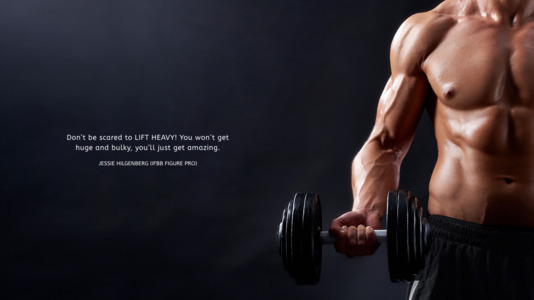 Don't be scared to LIFT HEAVY! You won't get
huge and bulky, you'll just get amazing.
JESSIE HILGENBERG (IFBB FIGURE PRO)